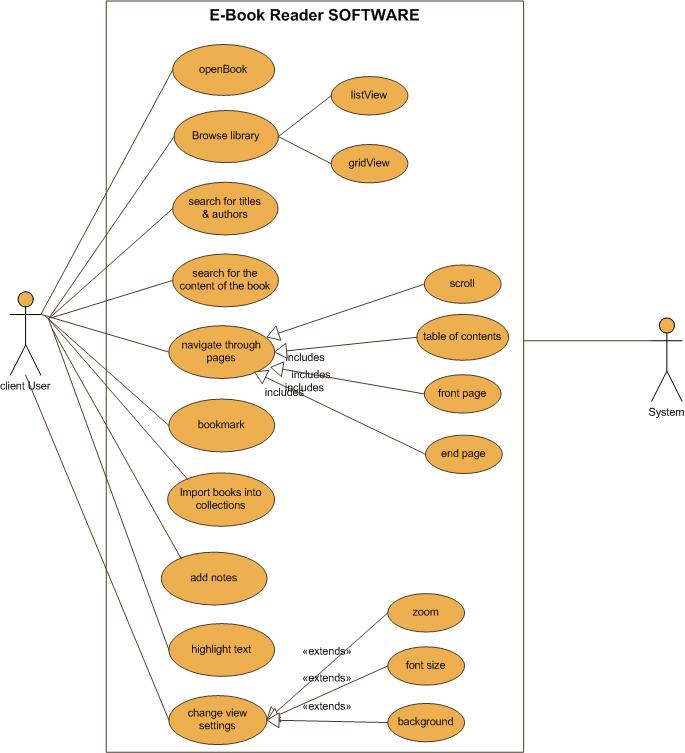 E-Book Reader SOFTWARE
openBook
listView
Browse library
gridView
search for titles
& authors
search for the
content of the book
scroll
navigate through
pages
table of contents
includes
includes
includes
includes
front page
client User
System
bookmark
end page
Import books into
collections
add notes
zoom
highlight text
«extends»
font size
«extends»
«extends»
change view
settings
background